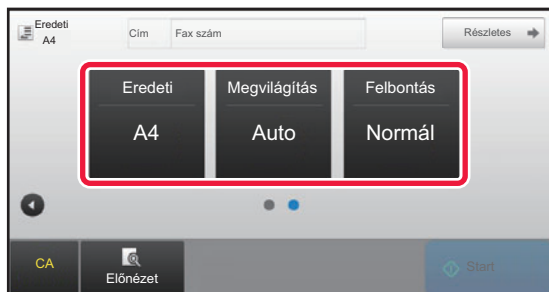 Eredeti
A4
Cím
Fax szám
Részletes
Eredeti
A4
Megvilágítás
Auto
Felbontás
Normál
CA
Előnézet
Start